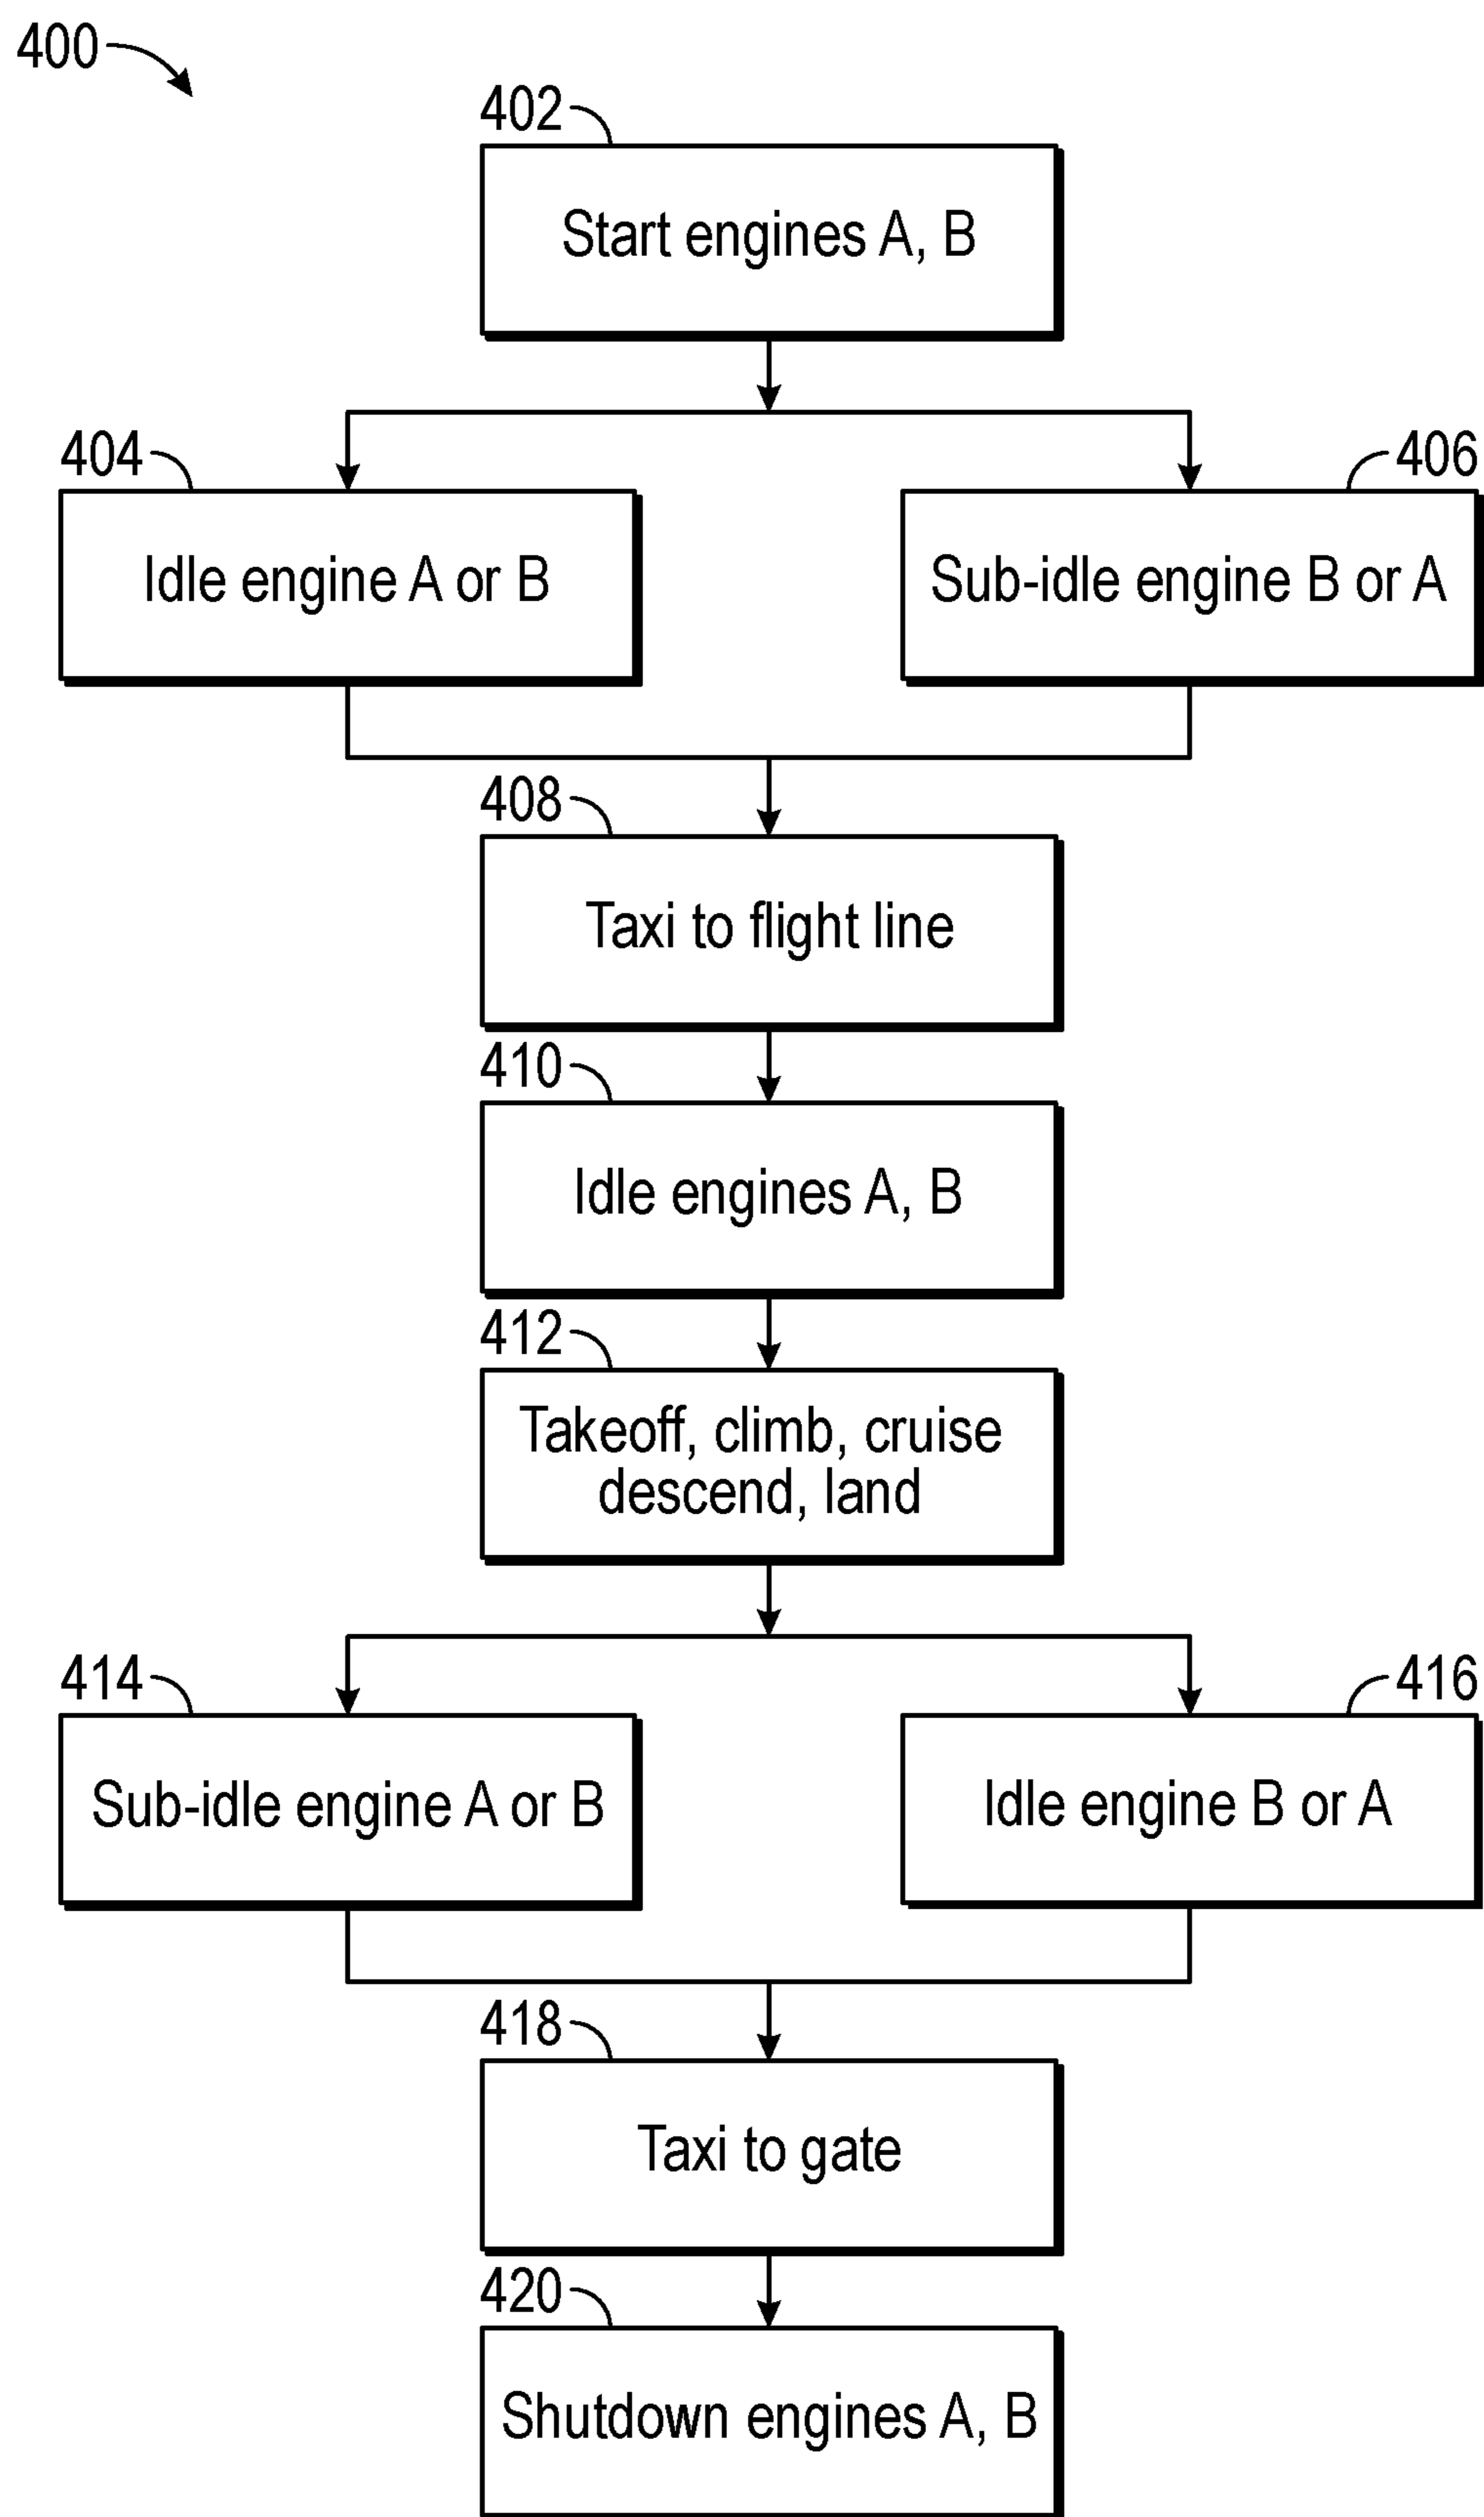 400
402
Start engines A, B
404
406
Idle engine A or B
Sub-idle engine B or A
408
Taxi to flight line
410
Idle engines A, B
412
Takeoff, climb, cruise
descend, land
414
416
Sub-idle engine A or B
Idle engine B or A
418
Taxi to gate
420
Shutdown engines A, B